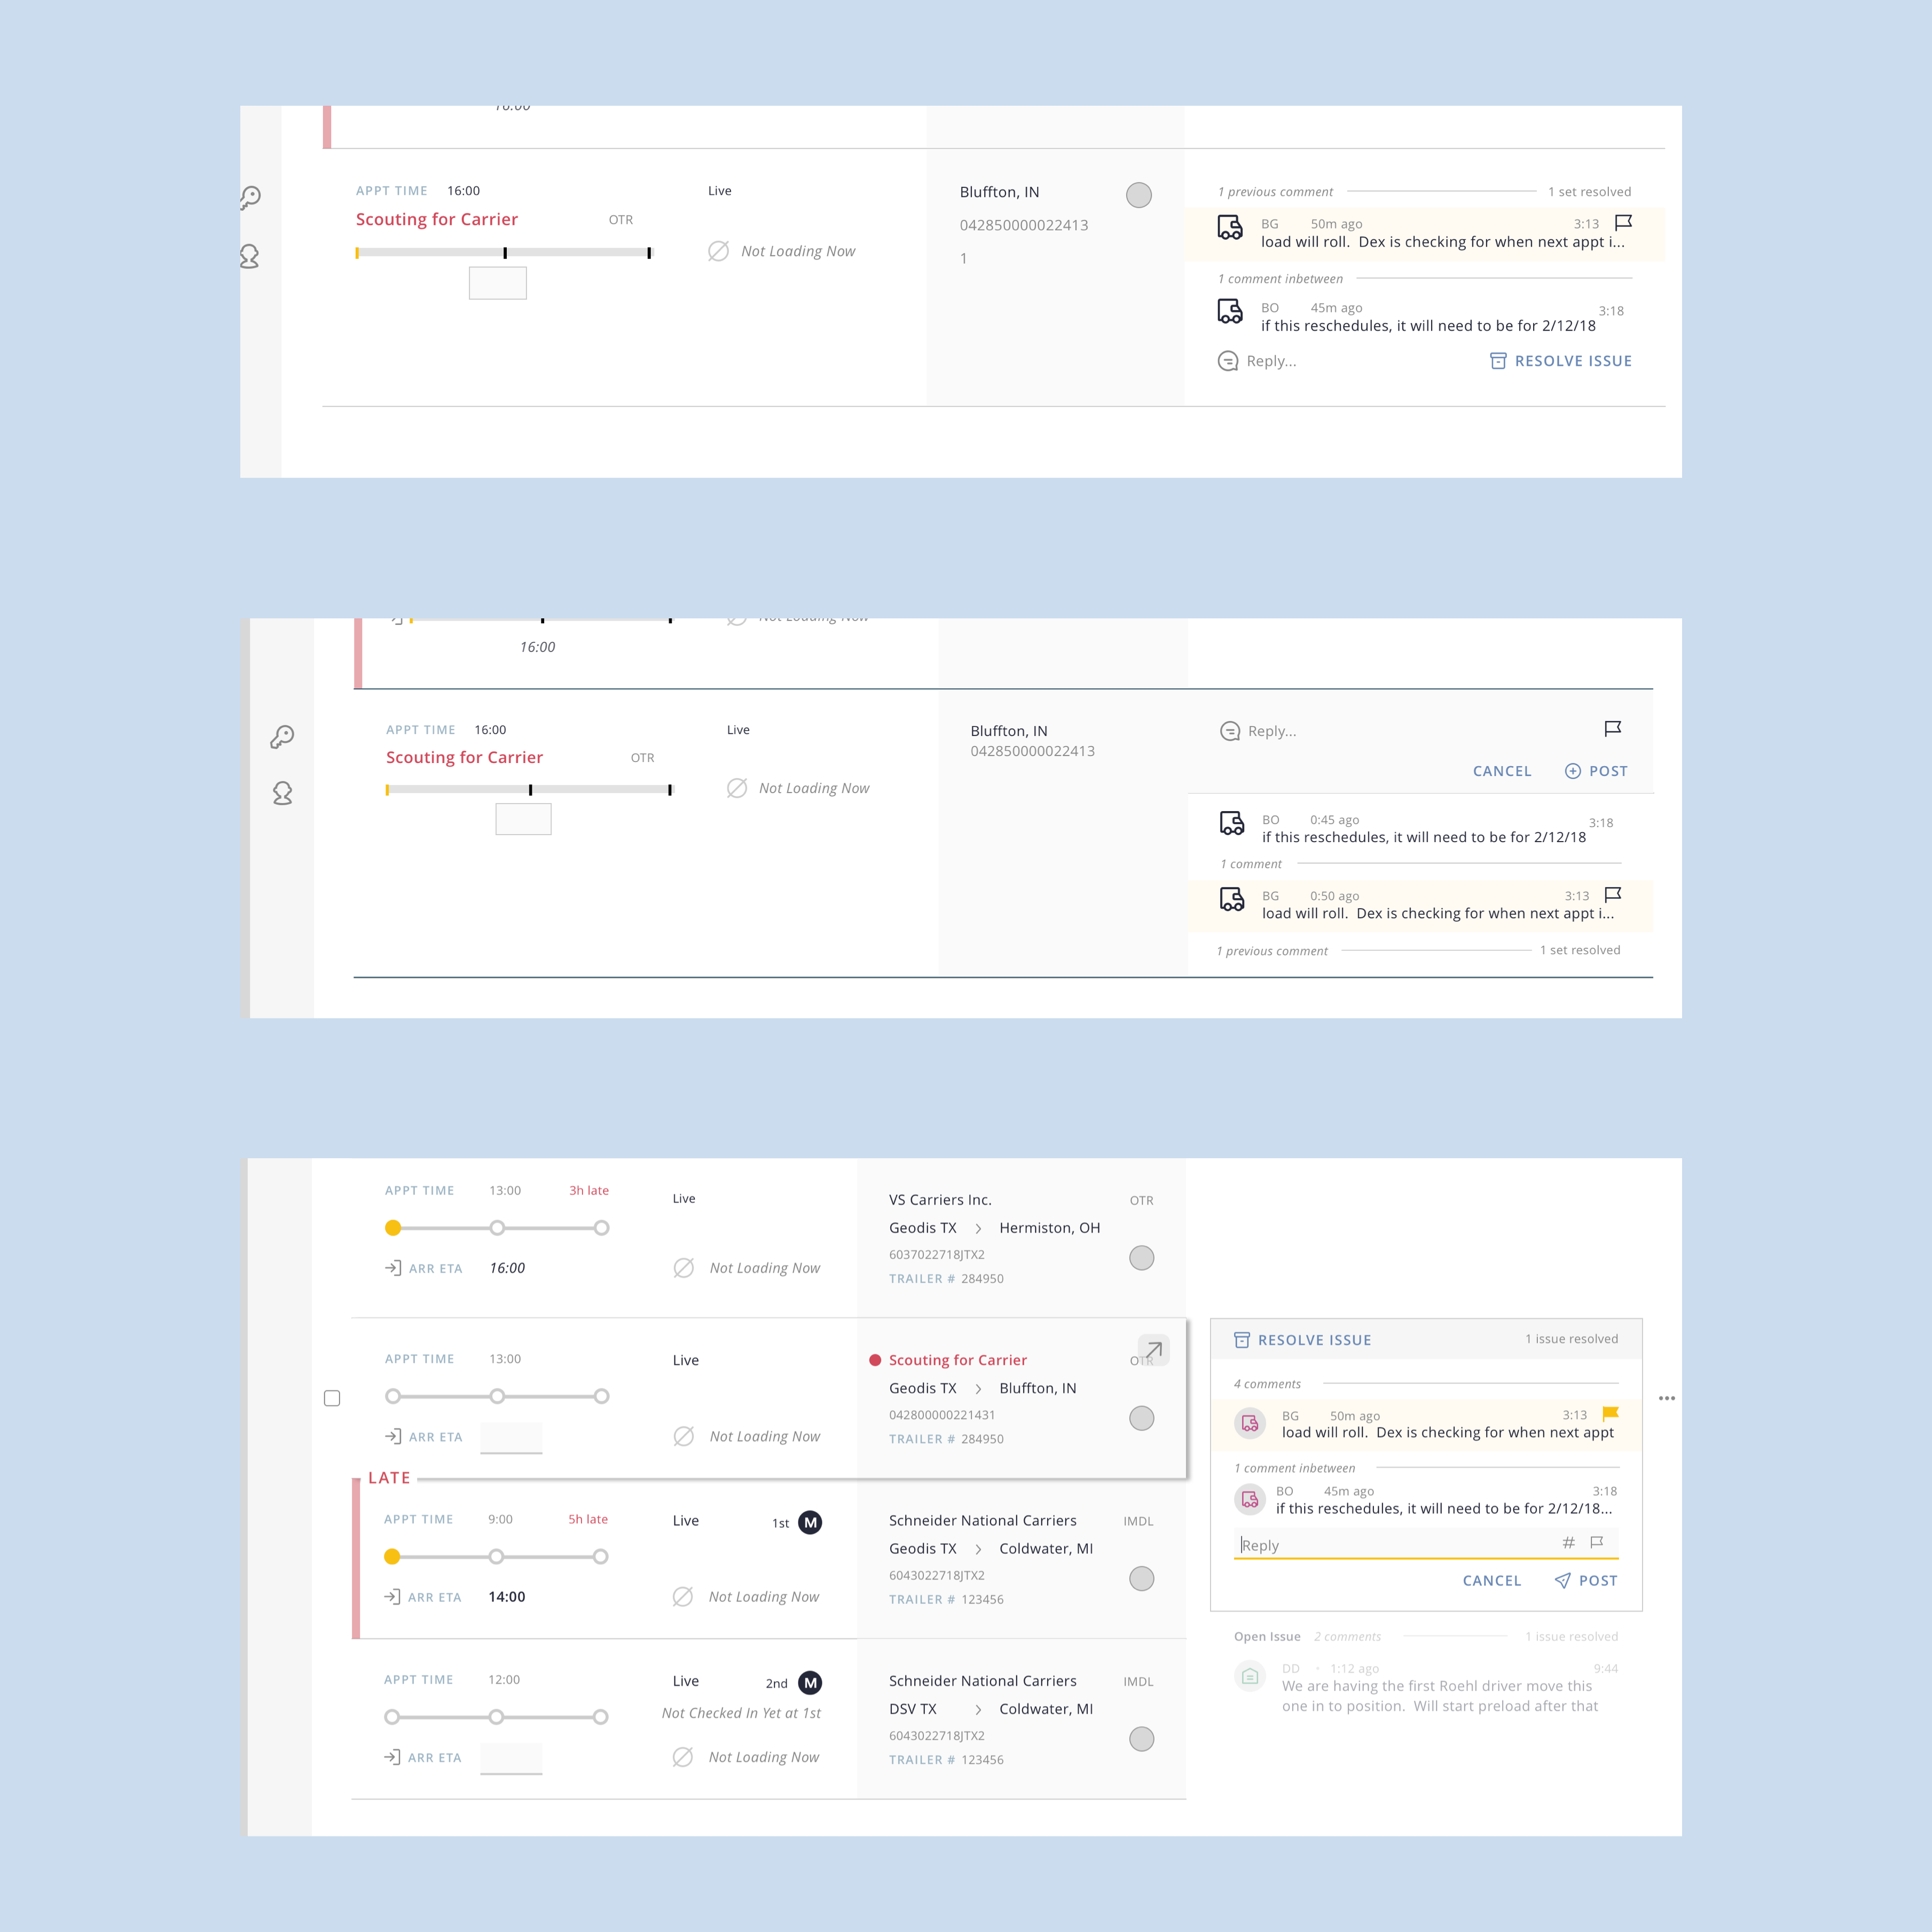 16:00
APPT TIME 16:00
Live
Bluffton, IN
1 previous comment
1 set resolved
Scouting for Carrier
OTR
042850000022413
BG 50m ago 3:13
load will roll. Dex is checking for when next appt i...
Not Loading Now
1
1 comment inbetween
BO 45m ago 3:18
if this reschedules, it will need to be for 2/12/18
Reply...
RESOLVE ISSUE
Not Loading Now
16:00
APPT TIME 16:00
Live
Bluffton, IN
042850000022413
Scouting for Carrier
OTR
Not Loading Now
Reply...
CANCEL
POST
BO 0:45 ago 3:18
if this reschedules, it will need to be for 2/12/18
1 comment
BG 0:50 ago 3:13
load will roll. Dex is checking for when next appt i...
1 previous comment
1 set resolved
APPT TIME 13:00 3h late
Live
VS Carriers Inc.
OTR
Geodis TX > Hermiston, OH
6037022718JTX2
ARR ETA 16:00
Not Loading Now
TRAILER # 284950
APPT TIME 13:00
Live
Scouting for Carrier
OTR
Geodis TX > Bluffton, IN
042800000221431
ARR ETA
Not Loading Now
TRAILER # 284950
LATE
APPT TIME 9:00 5h late
Live
1st M
Schneider National Carriers
IMDL
Geodis TX > Coldwater, MI
6043022718JTX2
ARR ETA 14:00
Not Loading Now
TRAILER # 123456
APPT TIME 12:00
Live
2nd M
Not Checked In Yet at 1st
Schneider National Carriers
IMDL
DSV TX > Coldwater, MI
6043022718JTX2
ARR ETA
Not Loading Now
TRAILER # 123456
RESOLVE ISSUE
1 issue resolved
4 comments
BG 50m ago 3:13
load will roll. Dex is checking for when next appt
1 comment inbetween
BO 45m ago 3:18
if this reschedules, it will need to be for 2/12/18...
Reply
#
CANCEL
POST
Open Issue 2 comments
1 issue resolved
DD • 1:12 ago 9:44
We are having the first Roehl driver move this
one in to position. Will start preload after that